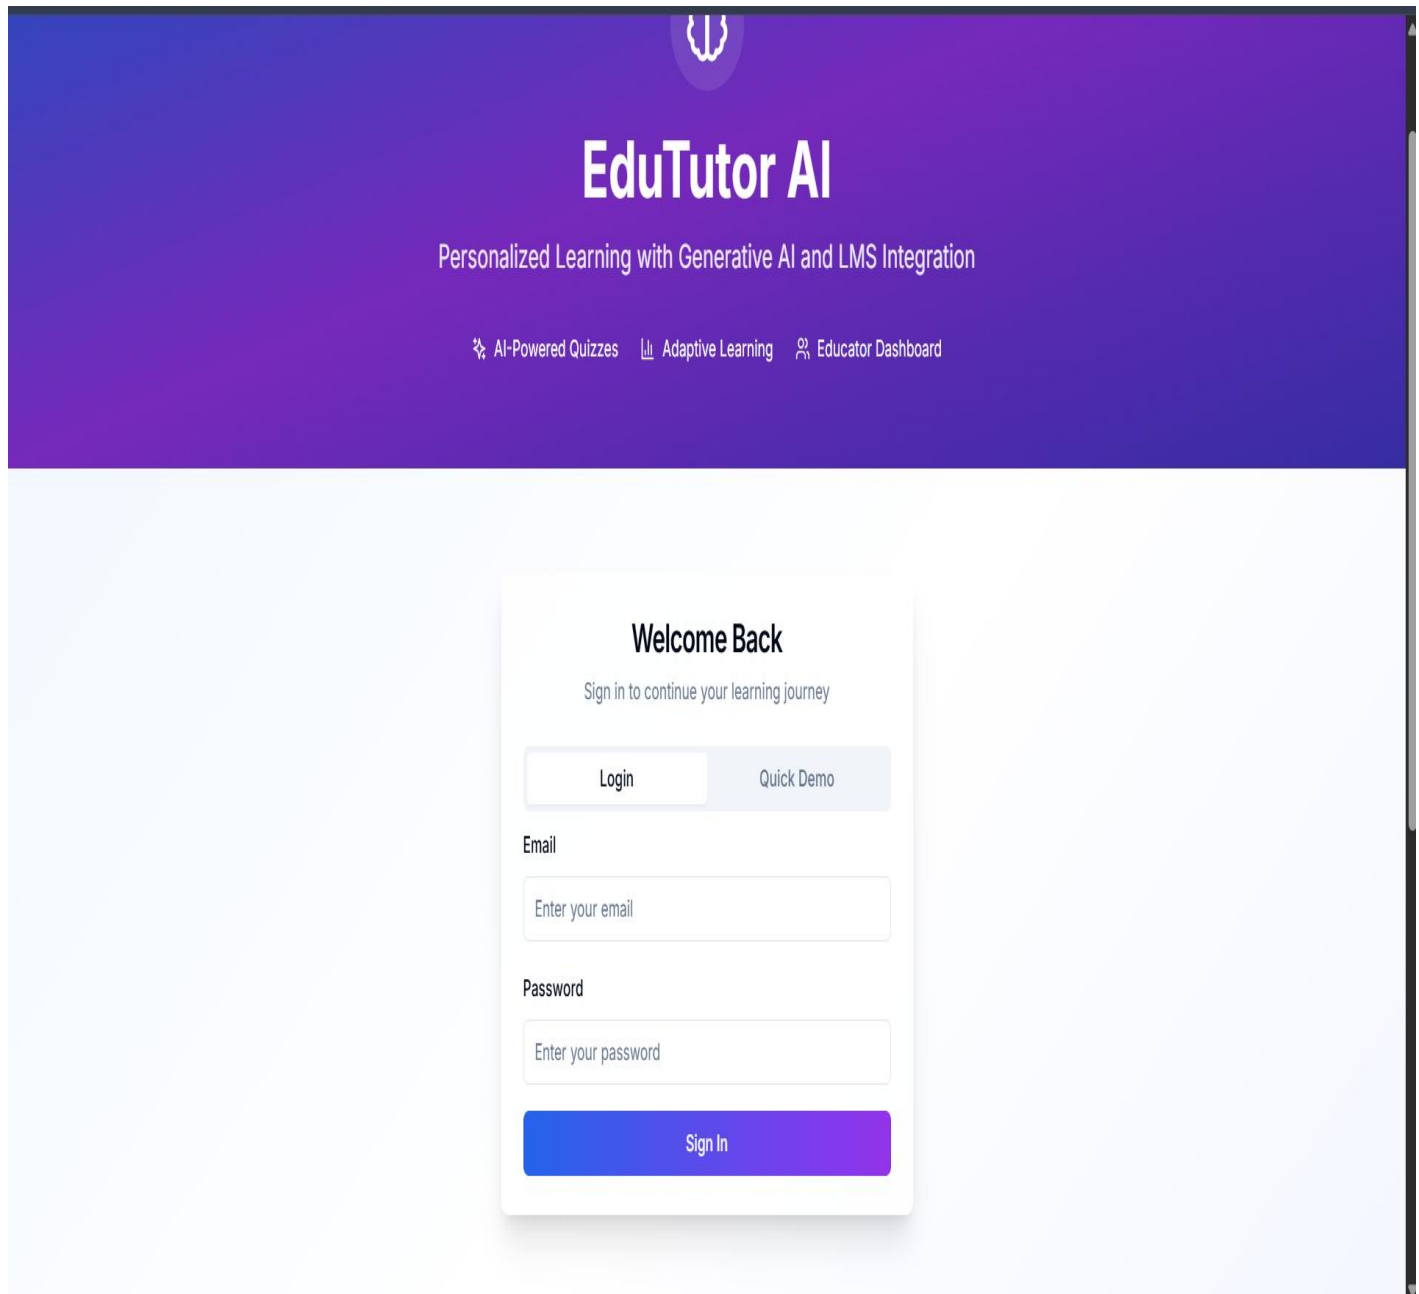 EduTutor AI
Personalized Learning with Generative AI and LMS Integration
AI-Powered Quizzes Adaptive Learning Educator Dashboard
Welcome Back
Sign in to continue your learning journey
Login Quick Demo
Email
Enter your email
Password
Enter your password
Sign In